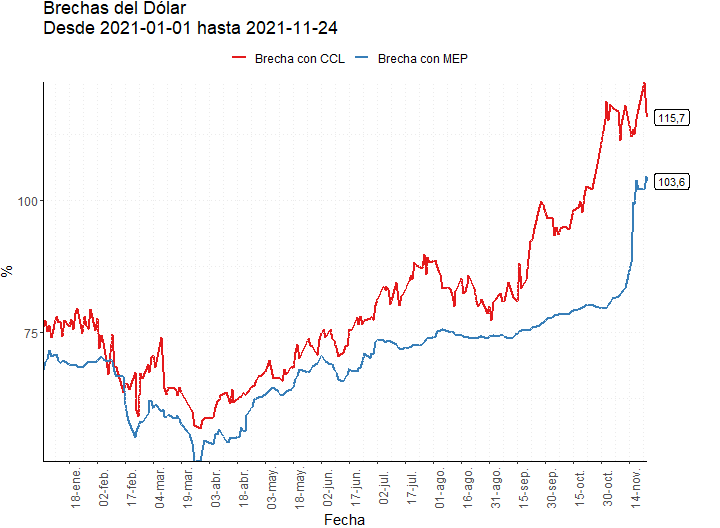 Brechas del Dólar
Desde 2021-01-01 hasta 2021-11-24
Brecha con CCL Brecha con MEP
115,7
103,6
100
75
%
18-ene. 02-feb. 17-feb. 04-mar. 19-mar. 03-abr. 18-abr. 03-may. 18-may. 02-jun. 17-jun. 02-jul. 17-jul. 01-ago. 16-ago. 31-ago. 15-sep. 30-sep. 15-oct. 30-oct. 14-nov.
Fecha